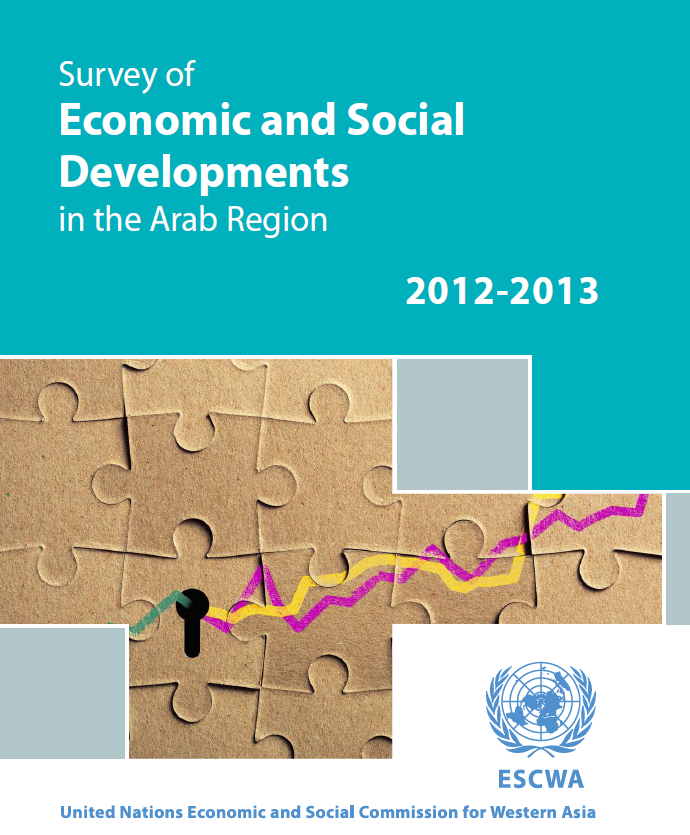 Survey of
Economic and Social
Developments
in the Arab Region
2012-2013
ESCWA
United Nations Economic and Social Commission for Western Asia